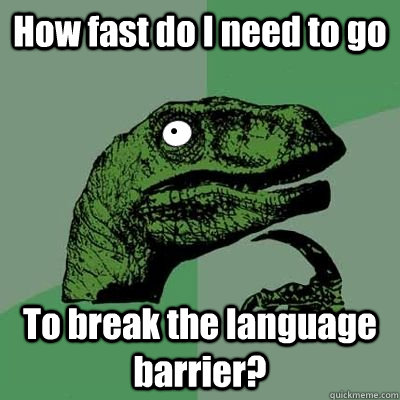 How fast do I need to go
To break the language
barrier?
quickmeme.com